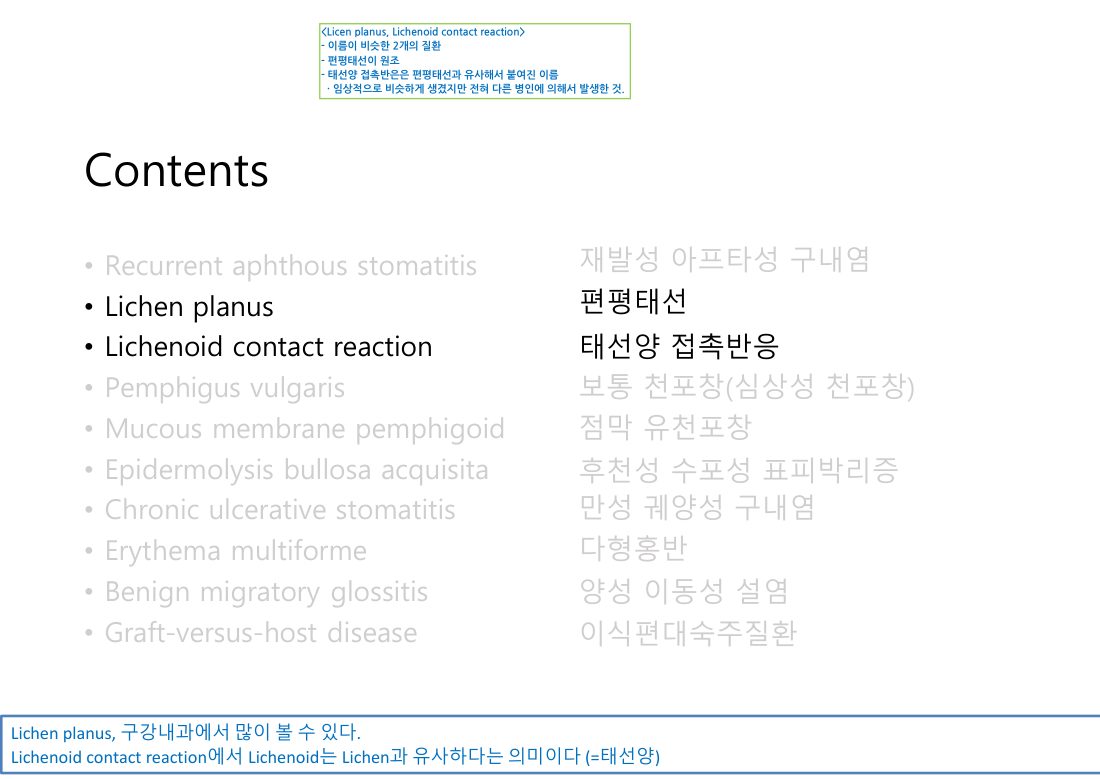 <Licen planus, Lichenoid contact reaction>
- 이름이 비슷한 2개의 질환
- 편평태선이 원조
- 태선양 접촉반은은 편평태선과 유사해서 붙여진 이름
· 임상적으로 비슷하게 생겼지만 전혀 다른 병인에 의해서 발생한 것.
Contents
• Recurrent aphthous stomatitis 재발성 아프타성 구내염
• Lichen planus 편평태선
• Lichenoid contact reaction 태선양 접촉반응
• Pemphigus vulgaris 보통 천포창(심상성 천포창)
• Mucous membrane pemphigoid 점막 유천포창
• Epidermolysis bullosa acquisita 후천성 수포성 표피박리증
• Chronic ulcerative stomatitis 만성 궤양성 구내염
• Erythema multiforme 다형홍반
• Benign migratory glossitis 양성 이동성 설염
• Graft-versus-host disease 이식편대숙주질환
Lichen planus, 구강내과에서 많이 볼 수 있다.
Lichenoid contact reaction에서 Lichenoid는 Lichen과 유사하다는 의미이다 (=태선양)